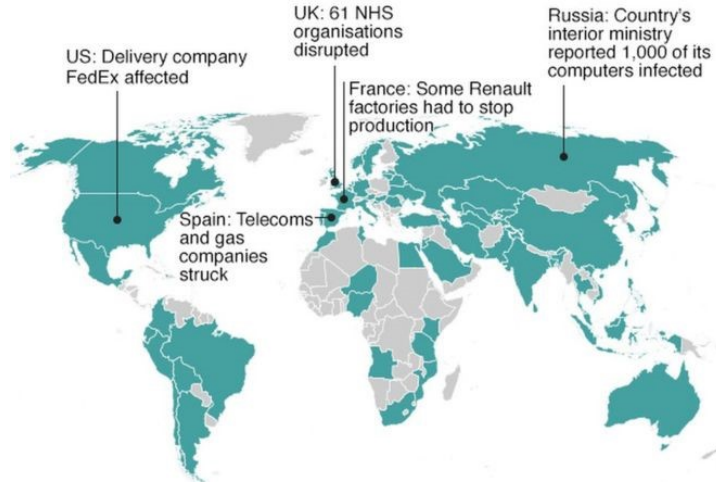 US: Delivery company
FedEx affected
UK: 61 NHS
organisations
disrupted
France: Some Renault
factories had to stop
production
Russia: Country's
interior ministry
reported 1,000 of its
computers infected
Spain: Telecoms
and gas
companies
struck